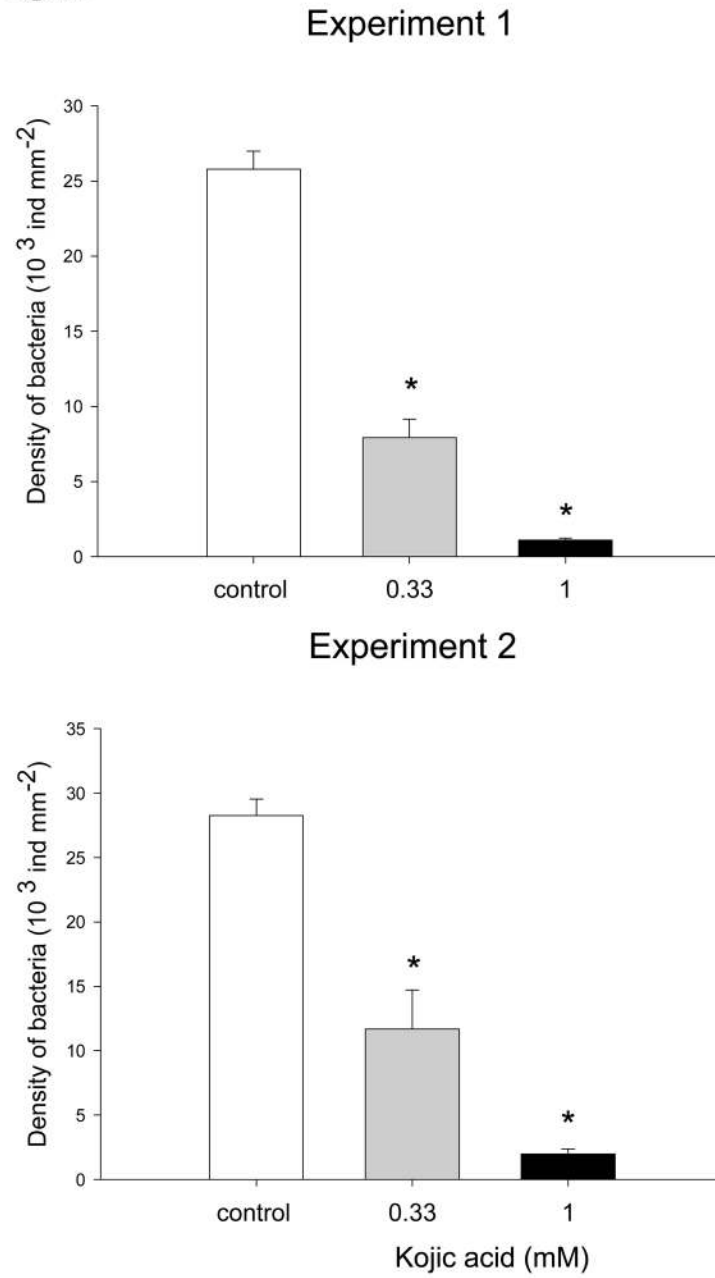 Experiment 1
Density of bacteria (10 3 ind mm-2)
30
25
20
15
10
5
0
*
*
control 0.33 1
Experiment 2
Density of bacteria (10 3 ind mm-2)
35
30
25
20
15
10
5
0
*
*
control 0.33 1
Kojic acid (mM)